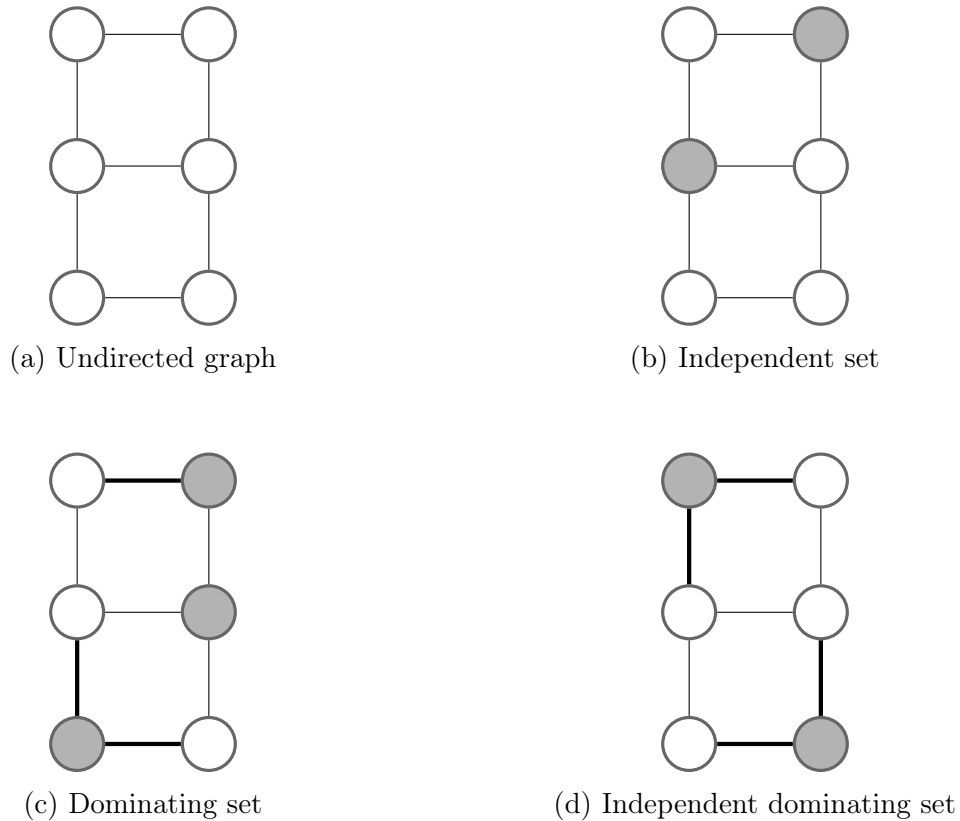 (a) Undirected graph
(b) Independent set
(c) Dominating set
(d) Independent dominating set